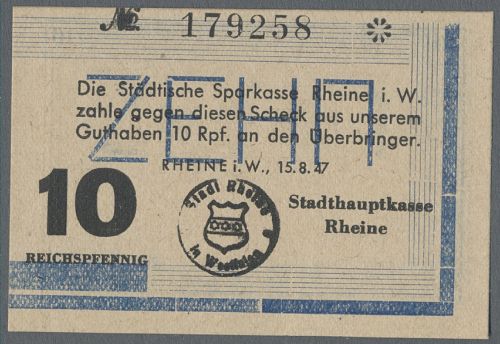 № 179258
ZEHN
Die Städtische Sparkasse Rheine i. W.
zahle gegen diesen Scheck aus unserem
Guthaben 10 Rpf. an den Überbringer.
RHEINE i. W., 15.8.47
10
REICHSPFENNIG
Stadt Rheine
in Westfalen
Stadthauptkasse
Rheine